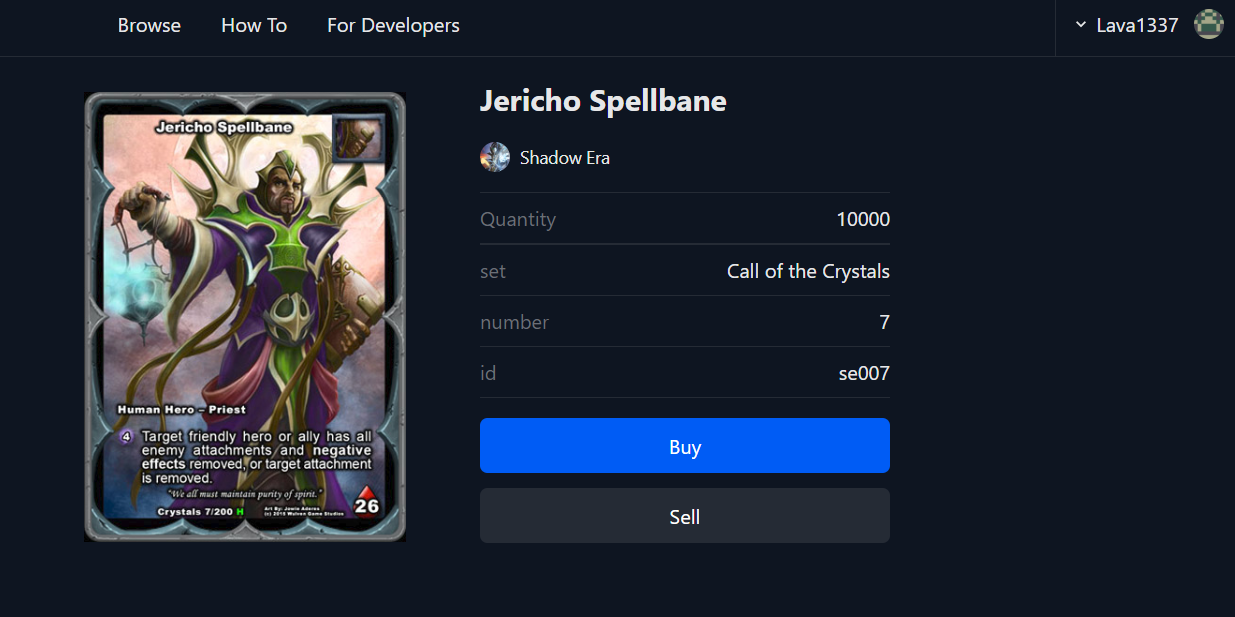 Browse How To For Developers Lava1337
Jericho Spellbane
Shadow Era
Quantity 10000
set Call of the Crystals
number 7
id se007
Buy
Sell
Jericho Spellbane
Human Hero – Priest
4 Target friendly hero or ally has all
enemy attachments and negative
effects removed, or target attachment
is removed.
"We all must maintain purity of spirit."
Crystals 7/200 H
Art By: Jowie Aderes
(c) 2010 Wulven Game Studios
26